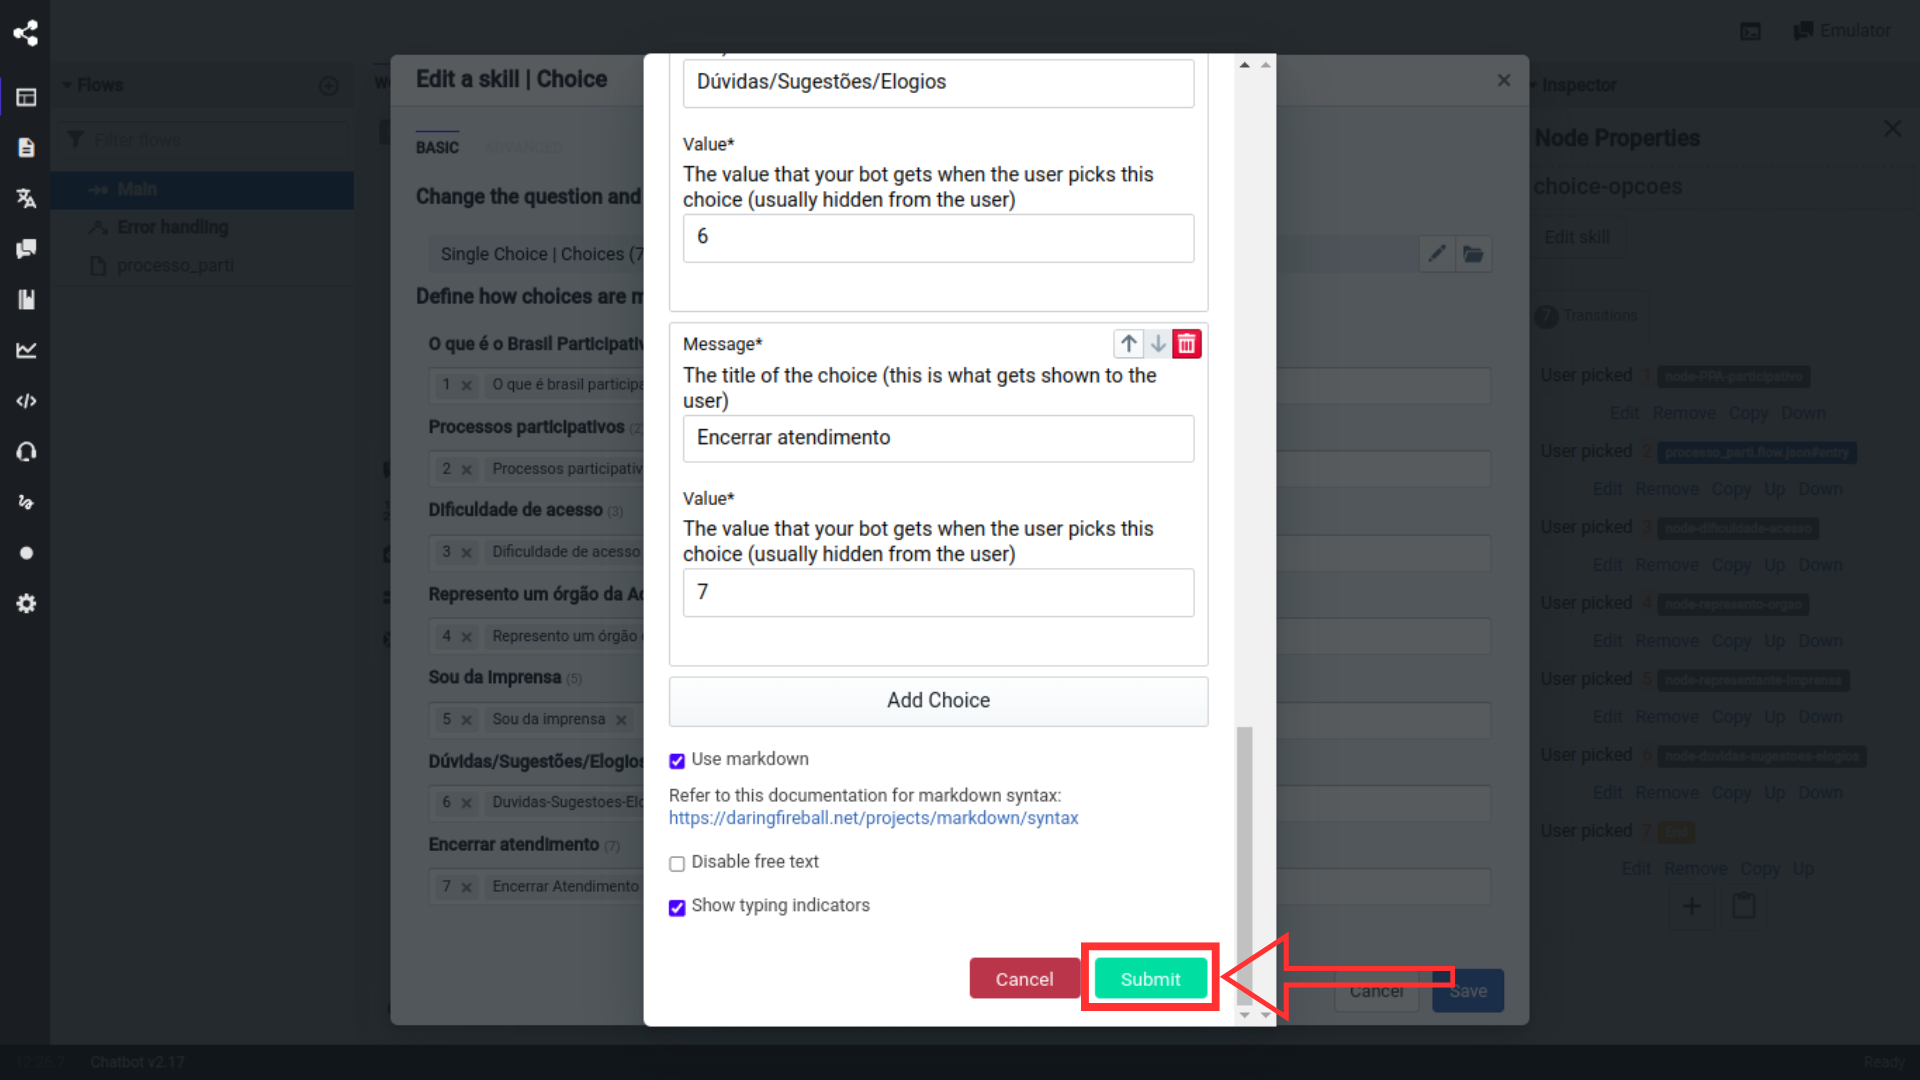 Emulator
Flows
Filter flows
Main
Error handling
processo_parti
Edit a skill | Choice
BASIC
ADVANCED
Change the question and
Single Choice | Choices (7
Define how choices are m
O que é o Brasil Participativ
1 × O que é brasil participa
Processos participativos (2)
2 × Processos participativ
Dificuldade de acesso (3)
3 × Dificuldade de acesso
Represento um órgão da Ad
4 × Represento um órgão
Sou da Imprensa (5)
5 × Sou da imprensa ×
Dúvidas/Sugestões/Elogios
6 × Duvidas-Sugestoes-Elo
Encerrar atendimento (7)
7 × Encerrar Atendimento
Dúvidas/Sugestões/Elogios
Value*
The value that your bot gets when the user picks this
choice (usually hidden from the user)
6
Message*
The title of the choice (this is what gets shown to the
user)
Encerrar atendimento
Value*
The value that your bot gets when the user picks this
choice (usually hidden from the user)
7
Add Choice
Use markdown
Refer to this documentation for markdown syntax:
https://daringfireball.net/projects/markdown/syntax
Disable free text
Show typing indicators
Cancel Submit
Cancel Save
Inspector
Node Properties
choice-opcoes
Edit skill
7 Transitions
User picked 1 node-PPA-participativo
Edit Remove Copy Down
User picked 2 processo_parti.flow.json#entry
Edit Remove Copy Up Down
User picked 3 node-dificuldade-acesso
Edit Remove Copy Up Down
User picked 4 node-represento-orgao
Edit Remove Copy Up Down
User picked 5 node-representante-imprensa
Edit Remove Copy Up Down
User picked 6 node-duvidas-sugestoes-elogios
Edit Remove Copy Up Down
User picked 7 End
Edit Remove Copy Up
Chatbot v2.17
Ready